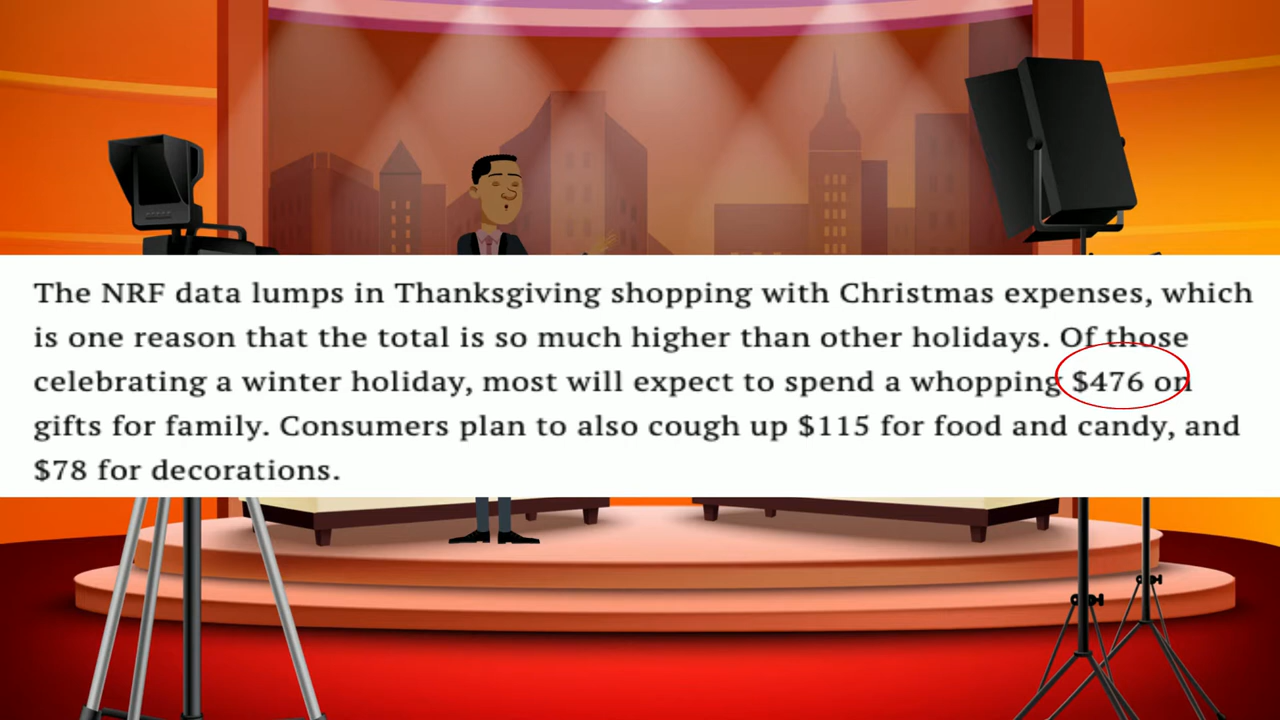 The NRF data lumps in Thanksgiving shopping with Christmas expenses, which
is one reason that the total is so much higher than other holidays. Of those
celebrating a winter holiday, most will expect to spend a whopping $476 on
gifts for family. Consumers plan to also cough up $115 for food and candy, and
$78 for decorations.